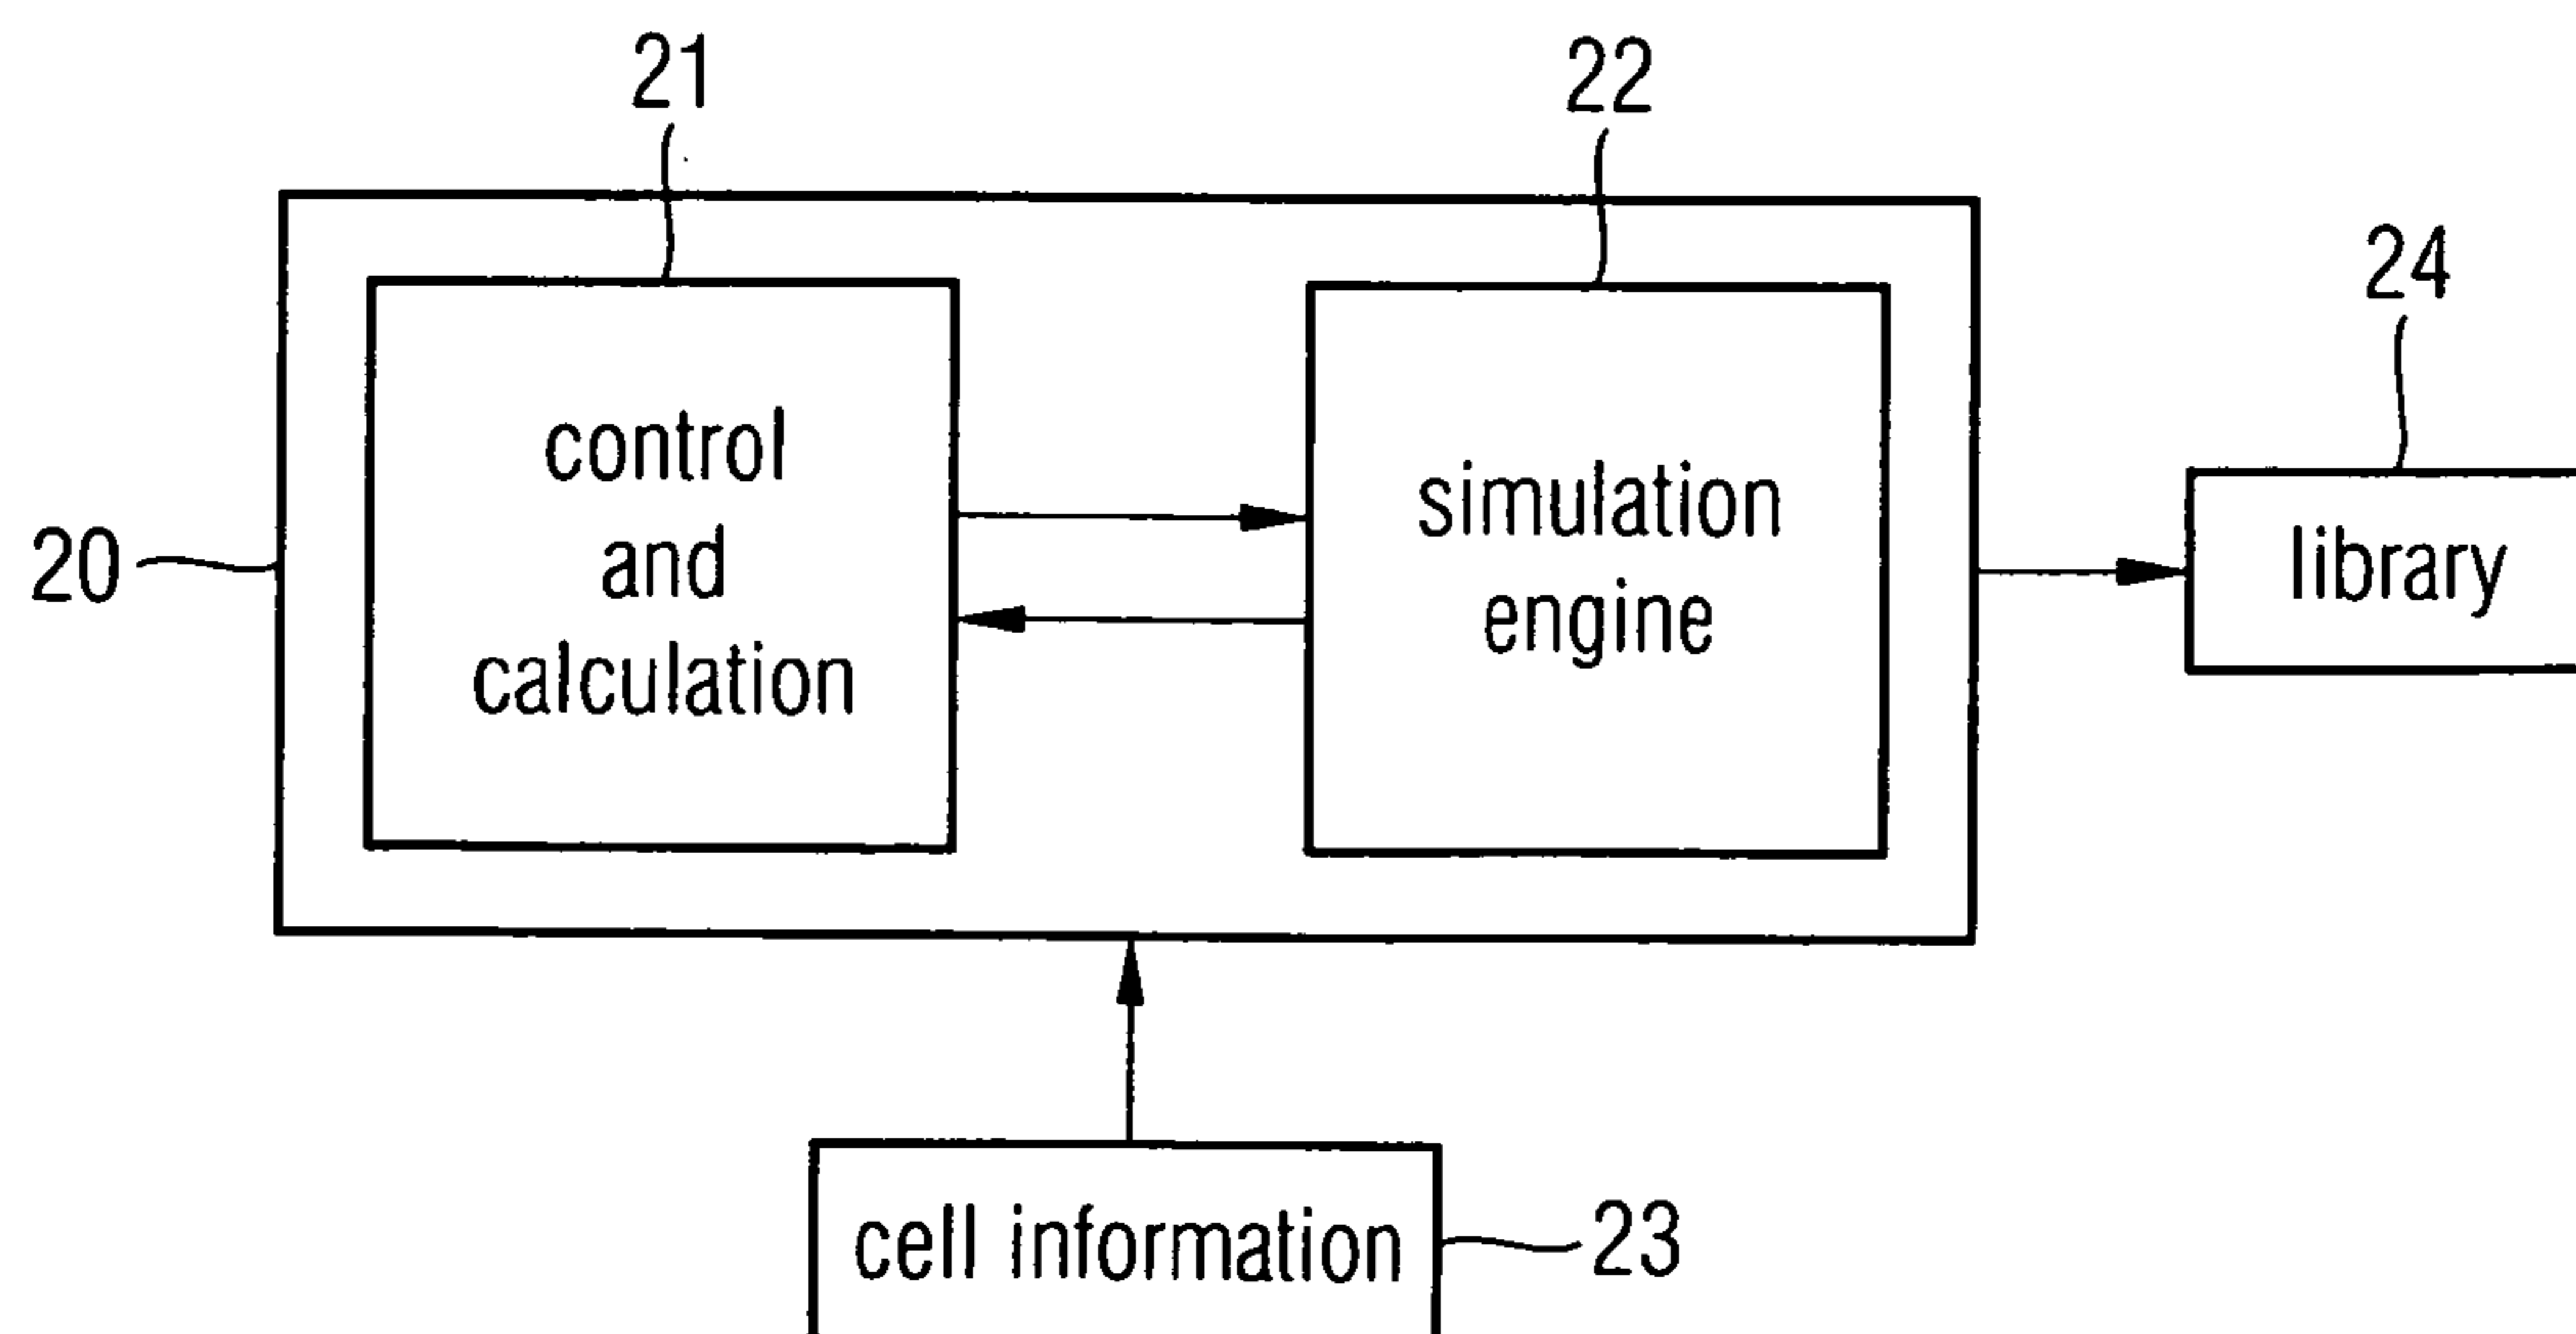 21
22
24
control
and
calculation
simulation
engine
20
library
cell information
23